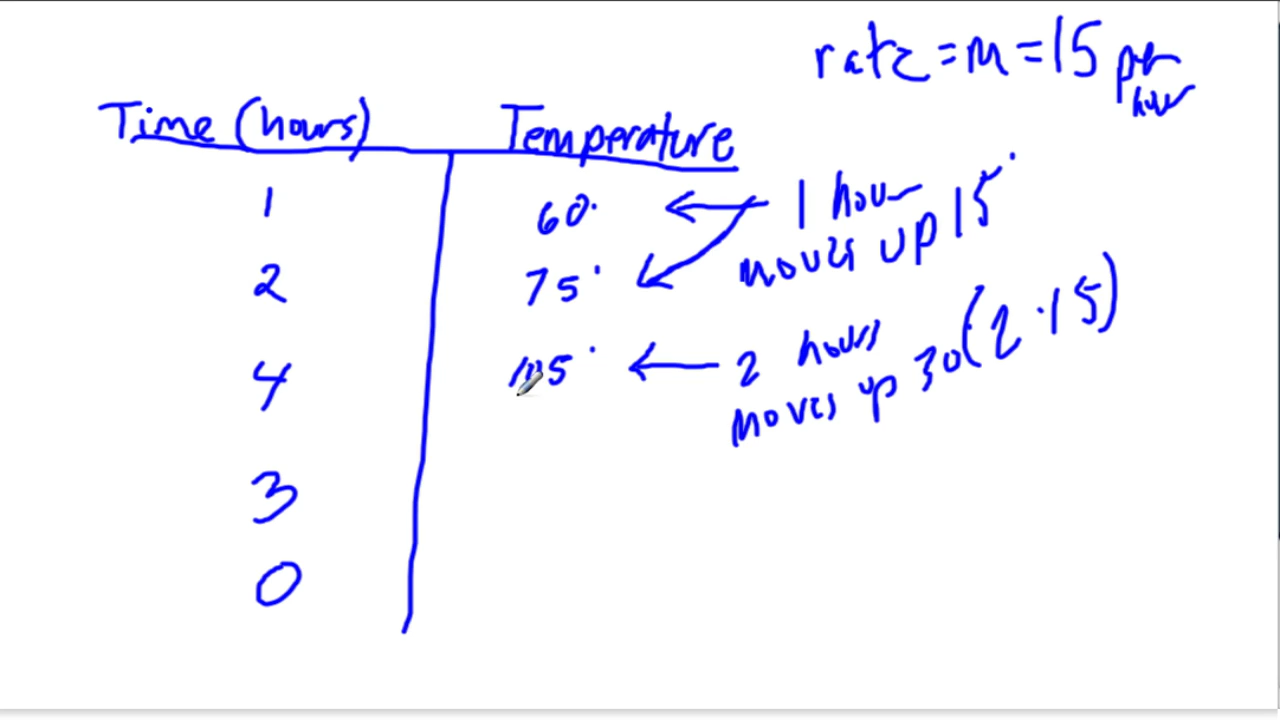 rate = m = 15 per hour
Time (hours) Temperature
1 60° 1 hour
moves up 15°
2 75°
4 105° 2 hours
moves up 30 (2·15)
3
0